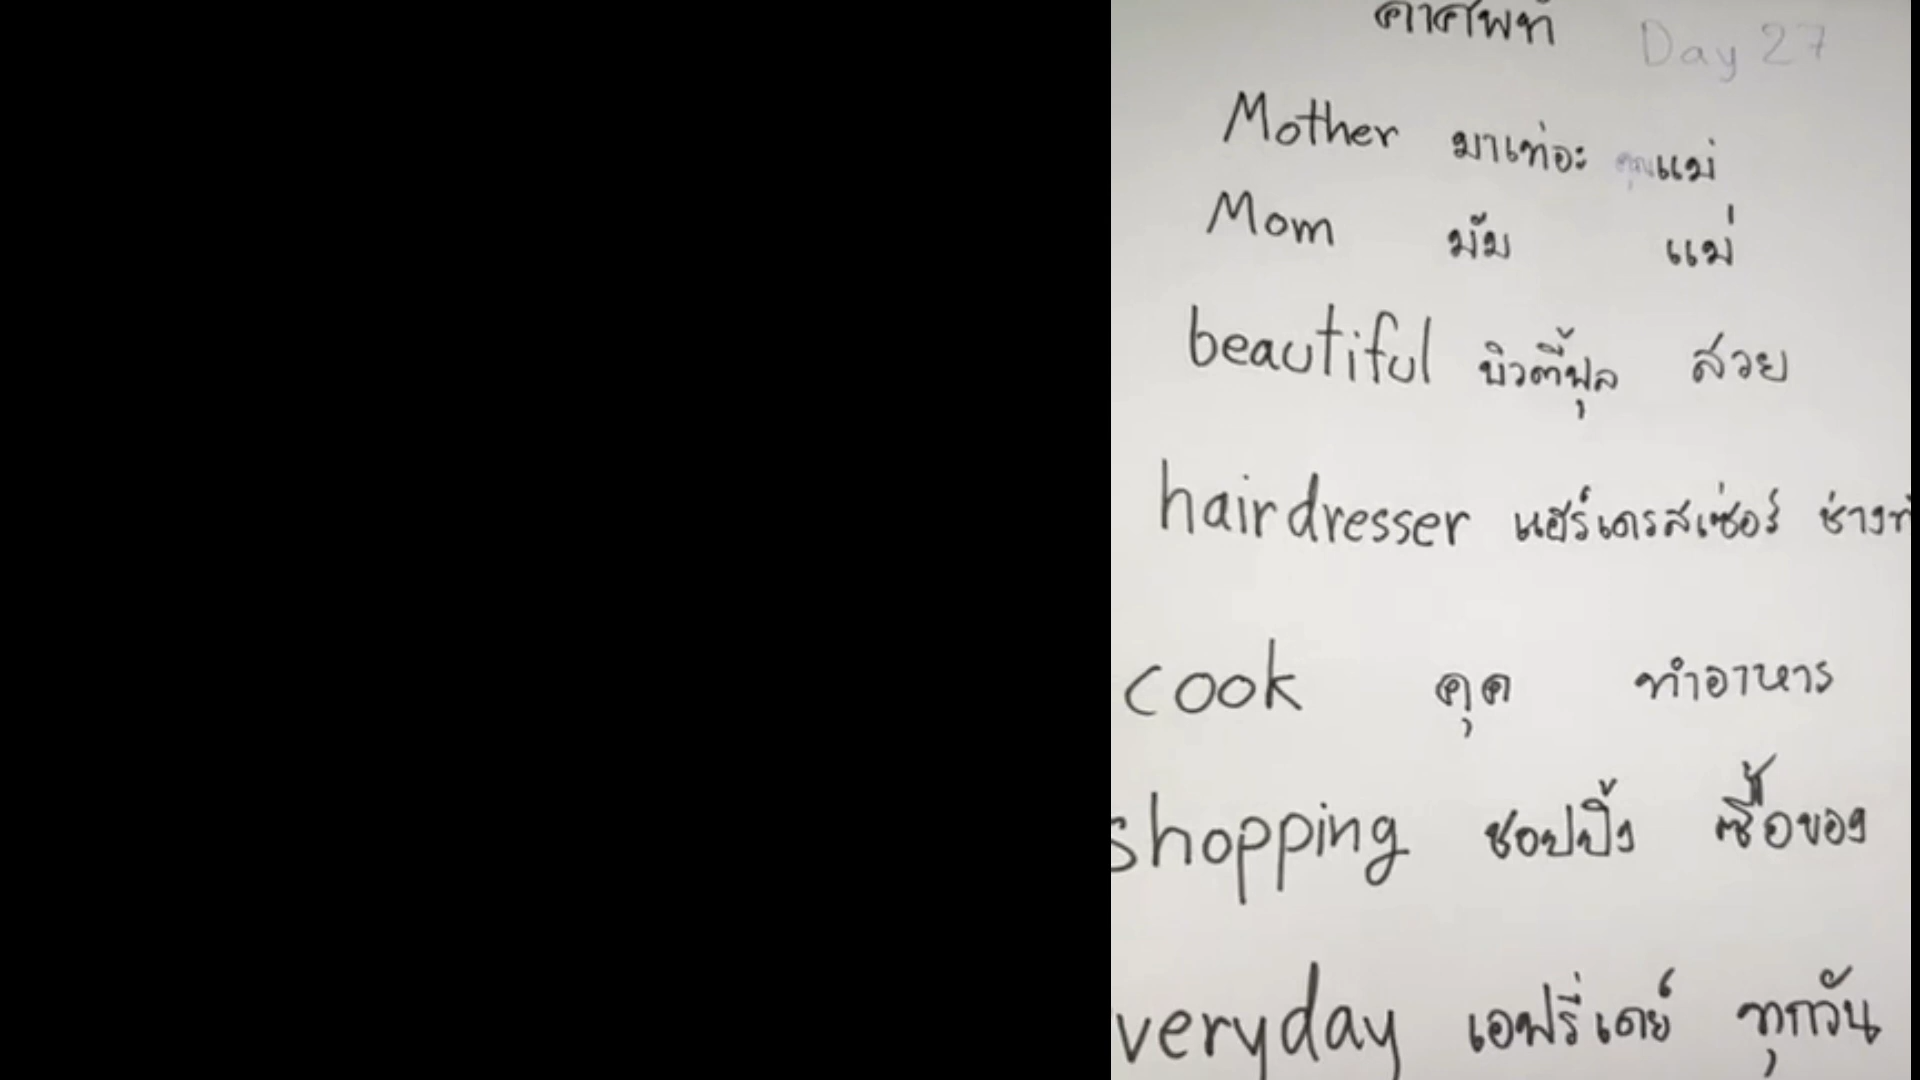 คำศัพท์ Day 27
Mother มาเท่อะ คุณแม่
Mom มัม แม่
beautiful บิวตี้ฟุล สวย
hairdresser แฮร์เดรสเซ่อร์ ช่างท
cook คุค ทำอาหาร
shopping ชอปปิ้ง ซื้อของ
veryday เอฟรี่เดย์ ทุกวัน